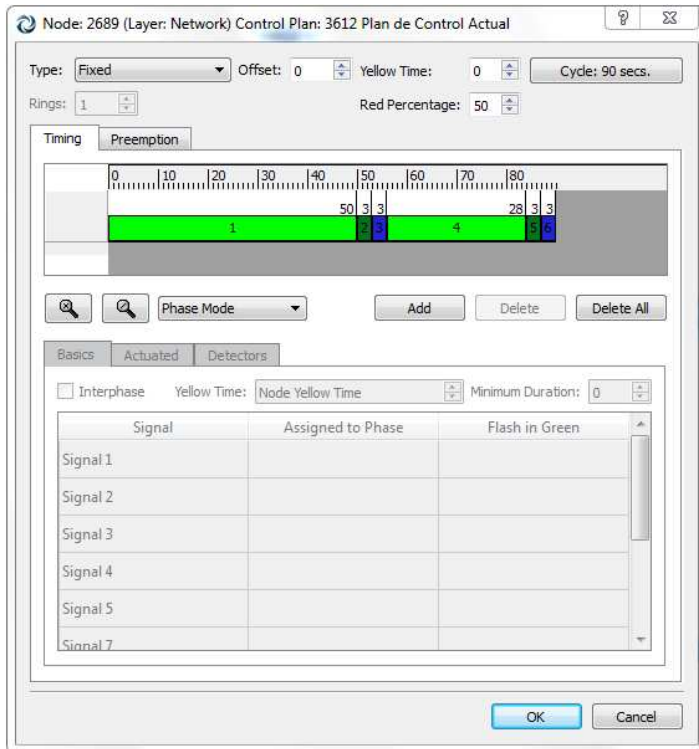 Node: 2689 (Layer: Network) Control Plan: 3612 Plan de Control Actual
Type: Fixed Offset: 0 Yellow Time: 0 Cycle: 90 secs.
Rings: 1 Red Percentage: 50
Timing Preemption
0 10 20 30 40 50 60 70 80
50 3 3 28 3 3
1 2 3 4 5 6
Phase Mode Add Delete Delete All
Basics Actuated Detectors
Interphase Yellow Time: Node Yellow Time Minimum Duration: 0
Signal Assigned to Phase Flash in Green
Signal 1
Signal 2
Signal 3
Signal 4
Signal 5
Signal 7
OK Cancel